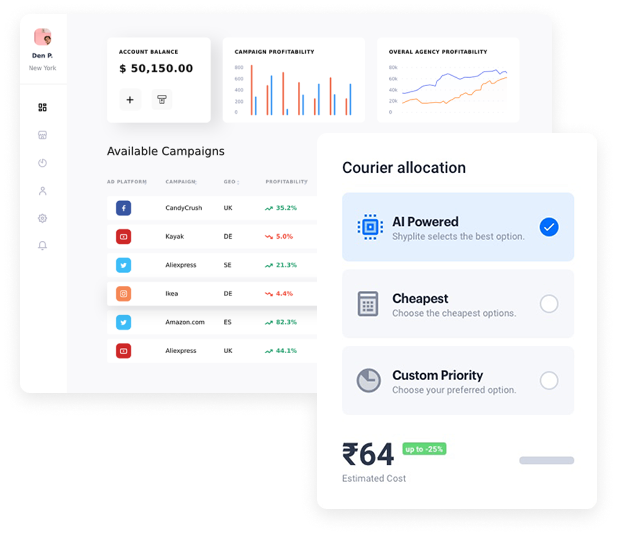 Den P.
New York
ACCOUNT BALANCE
$ 50,150.00
CAMPAIGN PROFITABILITY
800
600
400
200
0
OVERAL AGENCY PROFITABILITY
80k
60k
40k
20k
0
Available Campaigns
AD PLATFORM CAMPAIGN GEO PROFITABILITY
CandyCrush UK 35.2%
Kayak DE 5.0%
Aliexpress SE 21.3%
Ikea DE 4.4%
Amazon.com ES 82.3%
Aliexpress UK 44.1%
Courier allocation
AI Powered
Shyplite selects the best option.
Cheapest
Choose the cheapest options.
Custom Priority
Choose your preferred option.
₹64 up to -25%
Estimated Cost